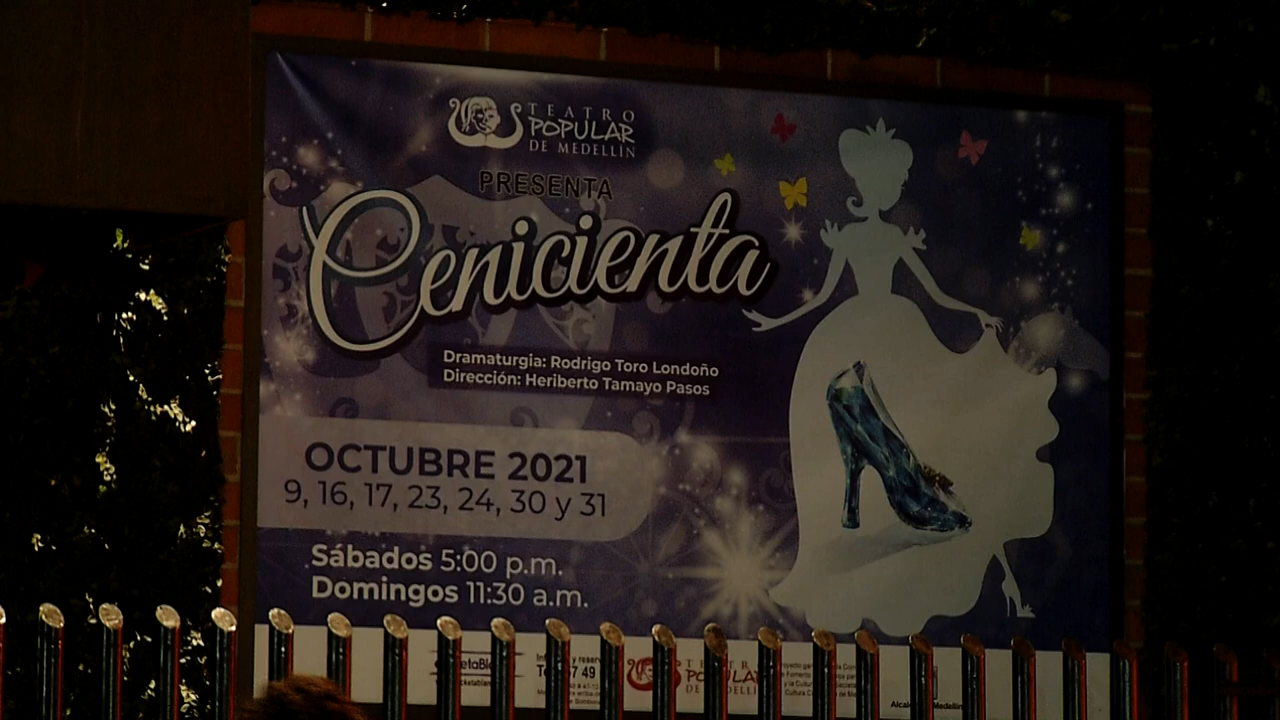 TEATRO
POPULAR
DE MEDELLÍN
PRESENTA
Cenicienta
Dramaturgia: Rodrigo Toro Londoño
Dirección: Heriberto Tamayo Pasos
OCTUBRE 2021
9, 16, 17, 23, 24, 30 y 31
Sábados 5:00 p.m.
Domingos 11:30 a.m.